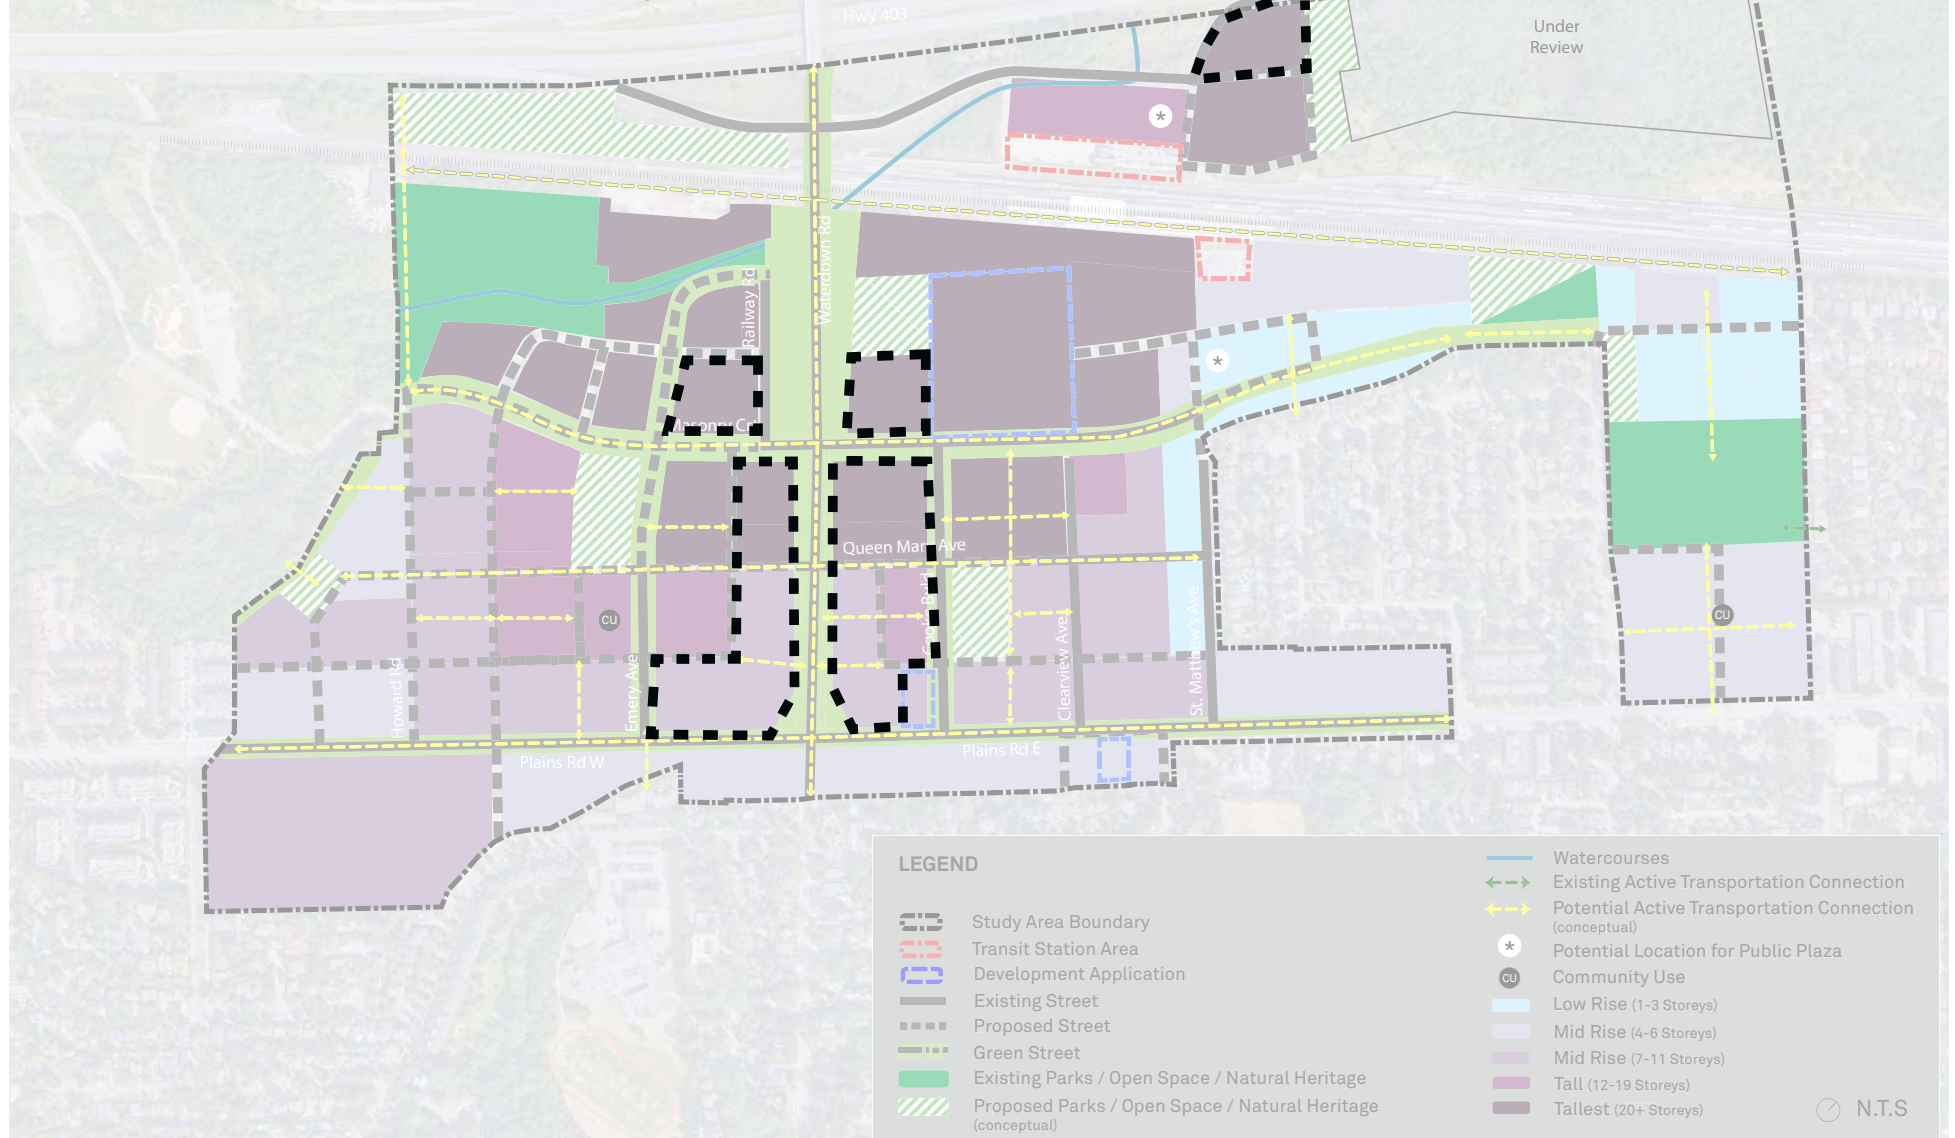 Hwy 403
Under
Review
*
Waterdown Rd
Railway Rd
*
Masonry Crt
Queen Mary Ave
CU
CU
Howard Rd
Emery Ave
Clearview Ave
St. Matthew's Ave
Plains Rd W
Plains Rd E
LEGEND
Study Area Boundary
Transit Station Area
Development Application
Existing Street
Proposed Street
Green Street
Existing Parks / Open Space / Natural Heritage
Proposed Parks / Open Space / Natural Heritage
(conceptual)
Watercourses
Existing Active Transportation Connection
Potential Active Transportation Connection
(conceptual)
* Potential Location for Public Plaza
CU Community Use
Low Rise (1-3 Storeys)
Mid Rise (4-6 Storeys)
Mid Rise (7-11 Storeys)
Tall (12-19 Storeys)
Tallest (20+ Storeys)
N.T.S